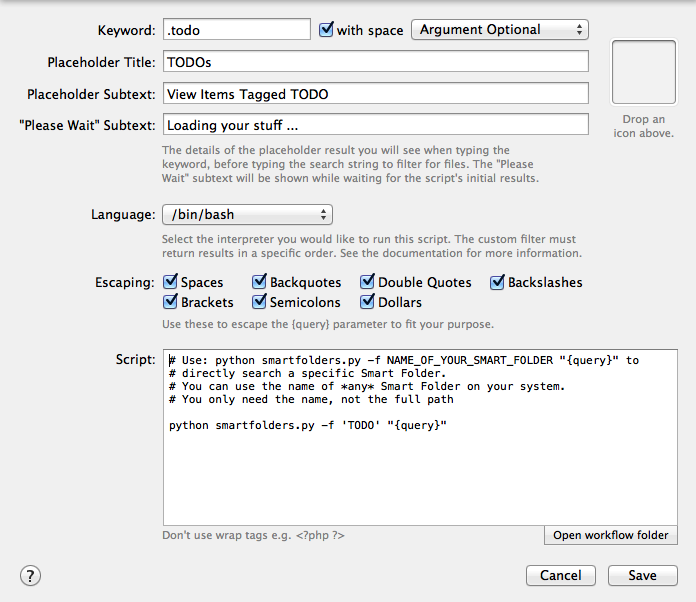 Keyword: .todo with space Argument Optional
Placeholder Title: TODOs
Placeholder Subtext: View Items Tagged TODO
"Please Wait" Subtext: Loading your stuff ...
Drop an
icon above.
The details of the placeholder result you will see when typing the
keyword, before typing the search string to filter for files. The "Please
Wait" subtext will be shown while waiting for the script's initial results.
Language: /bin/bash
Select the interpreter you would like to run this script. The custom filter must
return results in a specific order. See the documentation for more information.
Escaping: Spaces Backquotes Double Quotes Backslashes
Brackets Semicolons Dollars
Use these to escape the {query} parameter to fit your purpose.
Script: # Use: python smartfolders.py -f NAME_OF_YOUR_SMART_FOLDER "{query}" to
# directly search a specific Smart Folder.
# You can use the name of *any* Smart Folder on your system.
# You only need the name, not the full path
python smartfolders.py -f 'TODO' "{query}"
Don't use wrap tags e.g. <?php ?> Open workflow folder
? Cancel Save